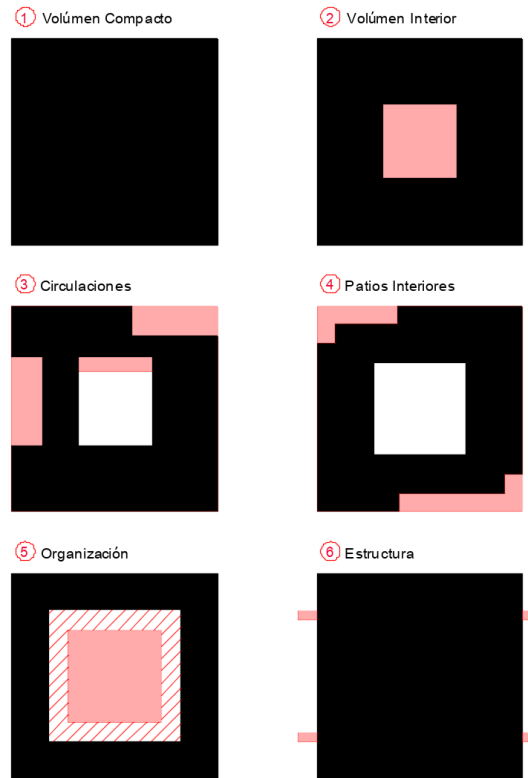 1 Volúmen Compacto
2 Volúmen Interior
3 Circulaciones
4 Patios Interiores
5 Organización
6 Estructura